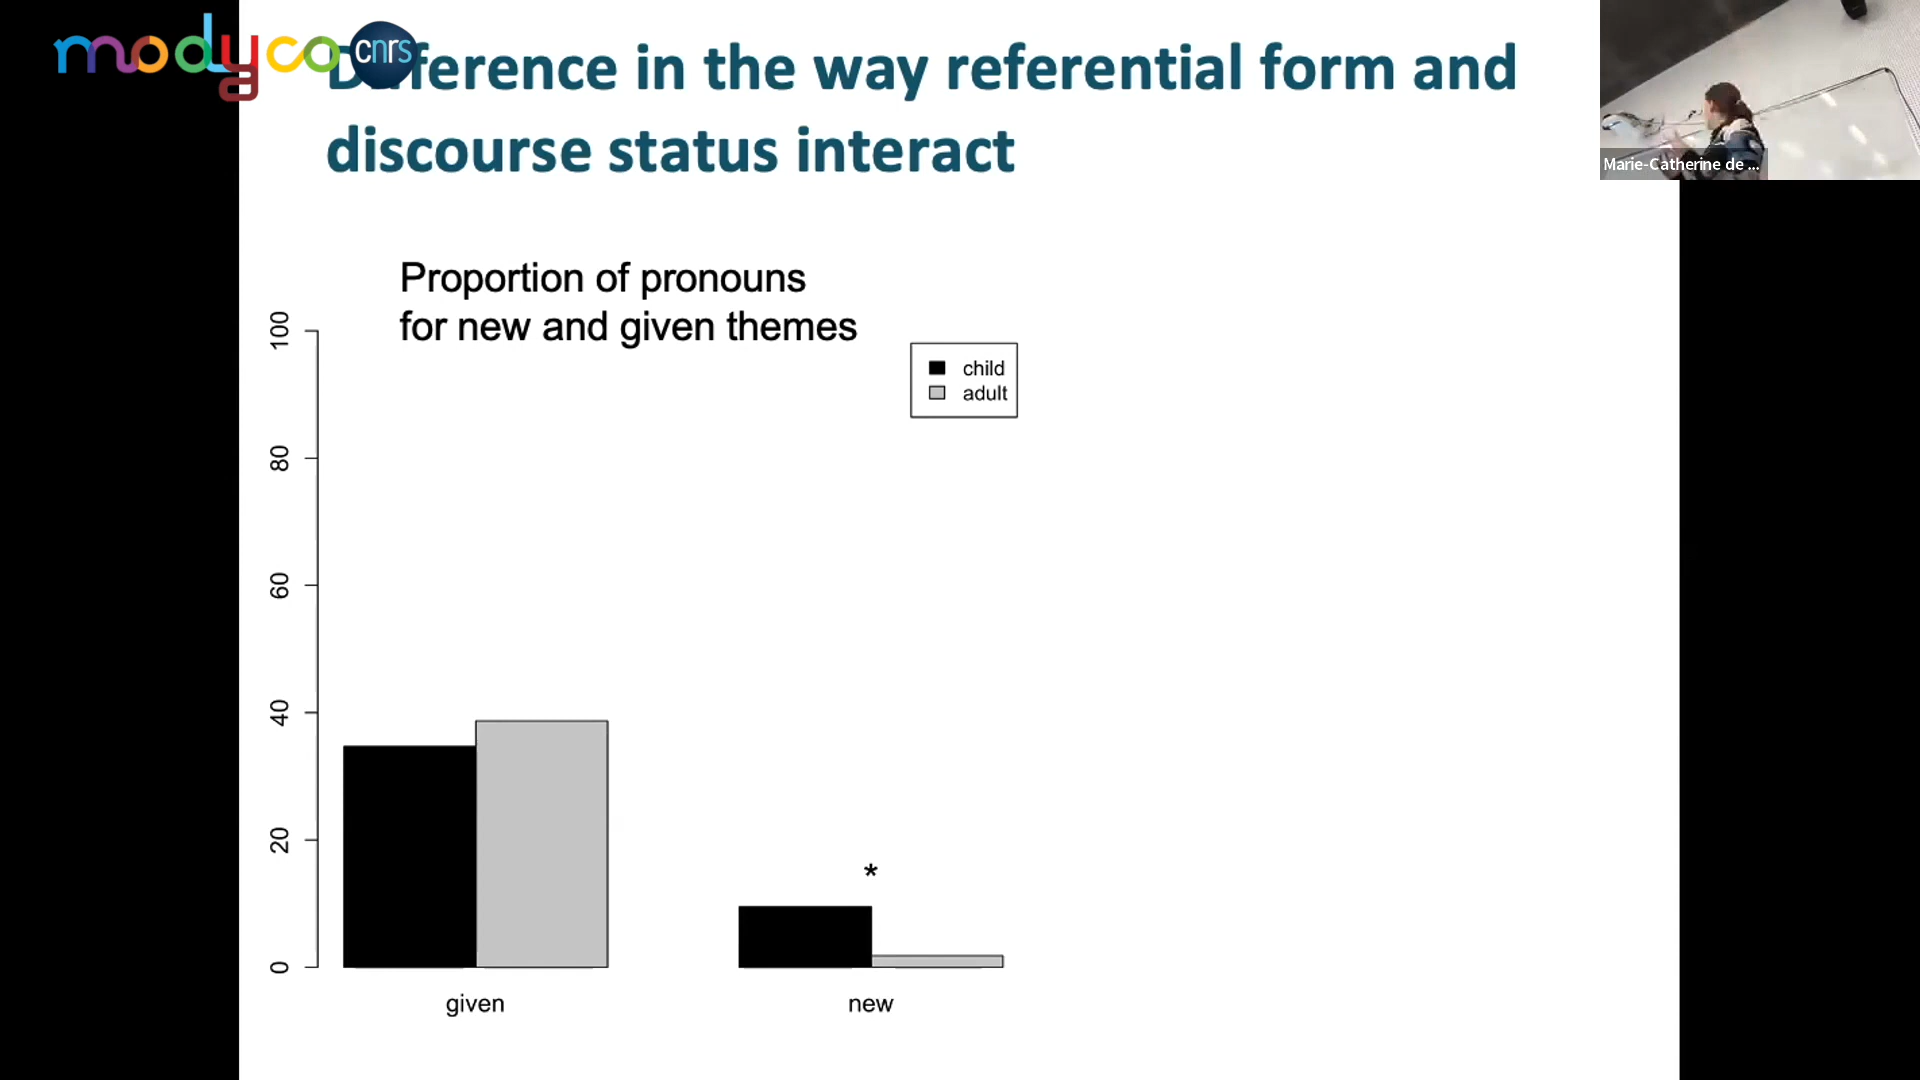 modyco cnrs
Difference in the way referential form and
discourse status interact
Marie-Catherine de ...
Proportion of pronouns
for new and given themes
child
adult
100
80
60
40
20
0
*
given
new